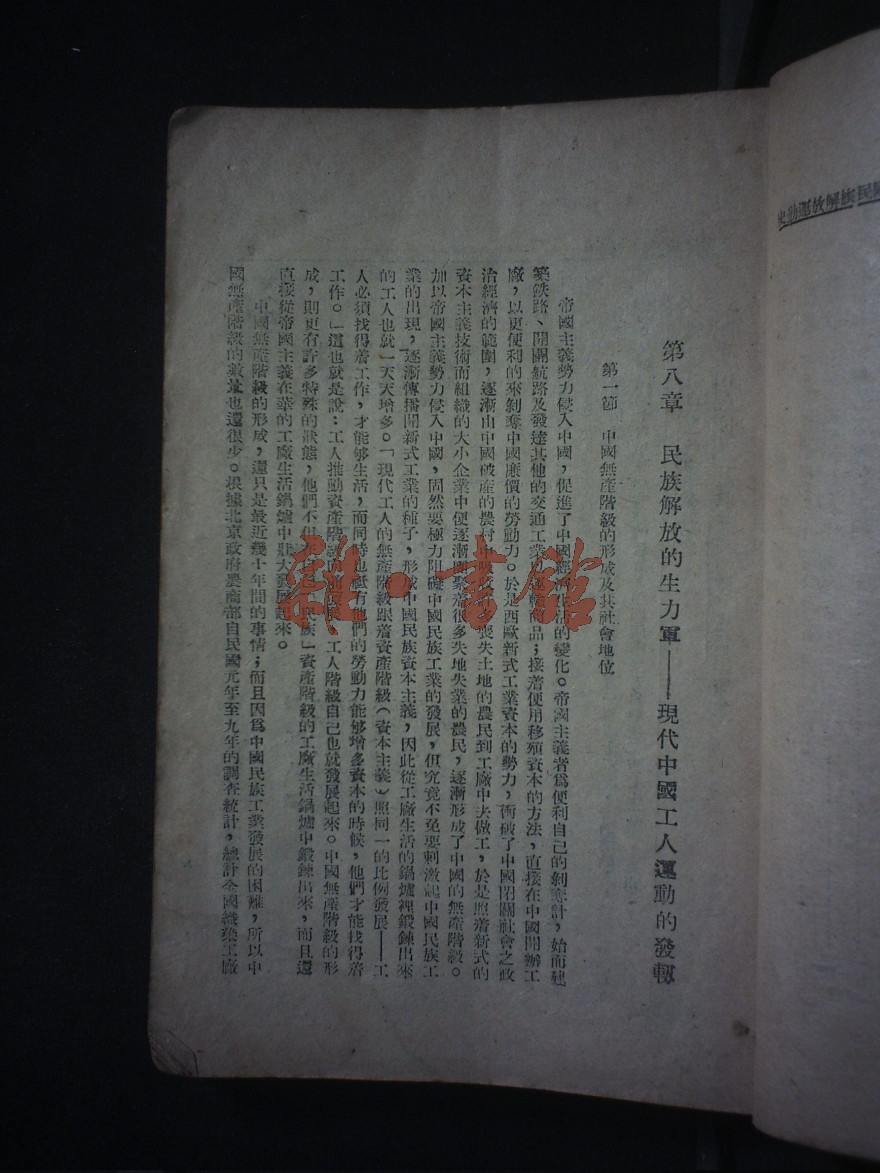 第八章　民族解放的生力軍——現代中國工人運動的發軔
第一節　中國無產階級的形成及其社會地位
帝國主義勢力侵入中國，促進了中國經濟生活的變化。帝國主義者爲便利自己的剝奪計，始而建
築鉄路、開闢航路及發達其他的交通工業以運輸商品；接着便用移殖資本的方法，直接在中國開辦工
廠，以更便利的來剝奪中國廉價的勞動力。於是西歐新式工業資本的勢力，衝破了中國閉關社會之政
治經濟的範圍，逐漸由中國破產的農村中吸收喪失土地的農民到工廠中去做工，於是照着新式的
資本主義技術而組織的大小企業中便逐漸團聚着很多失地失業的農民，逐漸形成了中國的無產階級。
加以帝國主義勢力侵入中國，固然要極力阻礙中國民族工業的發展，但究竟不免要刺激起中國民族工
業的出現，逐漸傳播開新式工業的種子，形成中國民族資本主義，因此從工廠生活的鍋爐裡鍛鍊出來
的工人也就一天天增多。「現代工人的無產階級跟着資產階級（資本主義）照同一的比例發展——工
人必須找得着工作，才能够生活，而同時也祗有他們的勞動力能够增多資本的時候，他們才能找得着
工作。」這也就是說：工人推動資產階級向前發展，工人階級自己也就發展起來。中國無產階級的形
成，則更有許多特殊的狀態，他們不但民族」資產階級的工廠生活鍋爐中鍛鍊出來，而且還
直接從帝國主義在華的工廠生活鍋爐中壯大發展起來。
中國無產階級的形成，還只是最近幾十年間的事情；而且因爲中國民族工業發展的困難，所以中
國無產階級的數量也還很少。根據北京政府農商部自民國元年至九年的調查統計，總計全國織染工廠
民族解放運動史
雜·書館